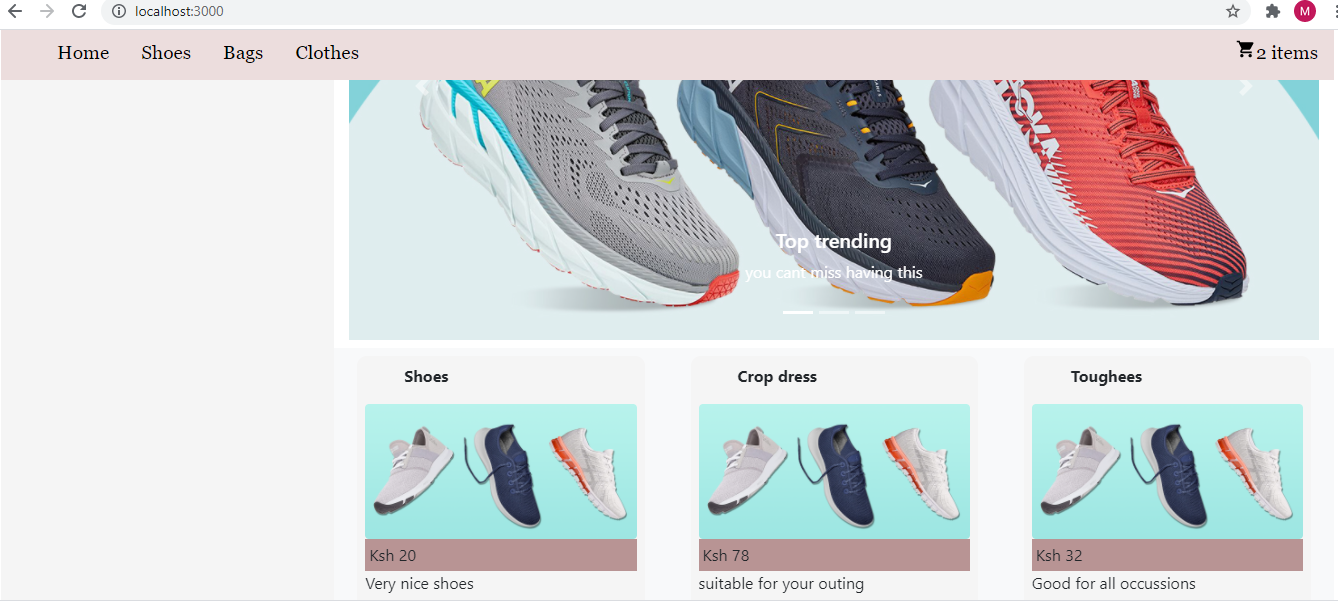 localhost:3000
M
Home Shoes Bags Clothes 2 items
Top trending
you cant miss having this
Shoes Crop dress Toughees
Ksh 20 Ksh 78 Ksh 32
Very nice shoes suitable for your outing Good for all occussions